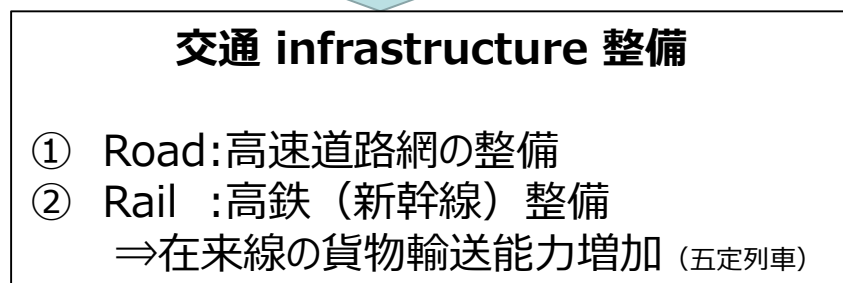 交通 infrastructure 整備
① Road:高速道路網の整備
② Rail :高鉄（新幹線）整備
⇒在来線の貨物輸送能力増加（五定列車）